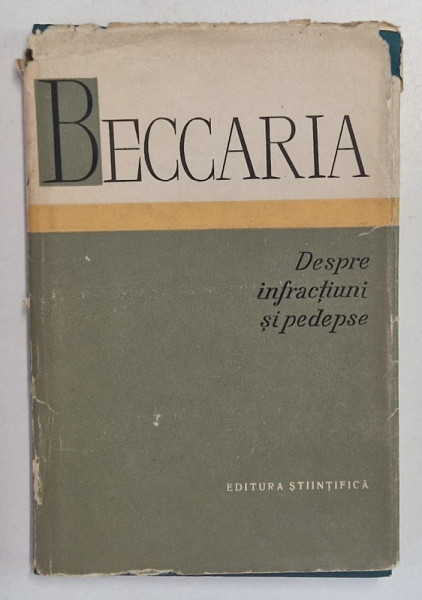 BECCARIA
Despre
infracțiuni
și pedepse
EDITURA ȘTIINȚIFICĂ